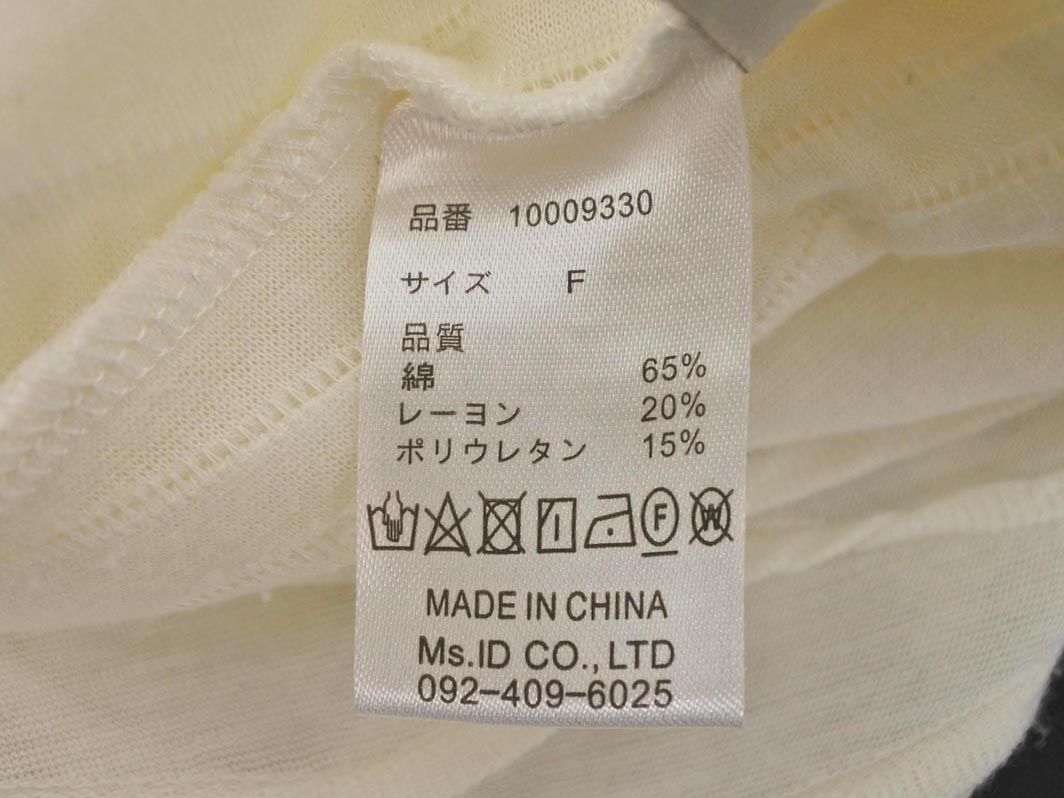 品番 10009330
サイズ F
品質
綿 65%
レーヨン 20%
ポリウレタン 15%
F W
MADE IN CHINA
Ms.ID CO.,LTD
092-409-6025